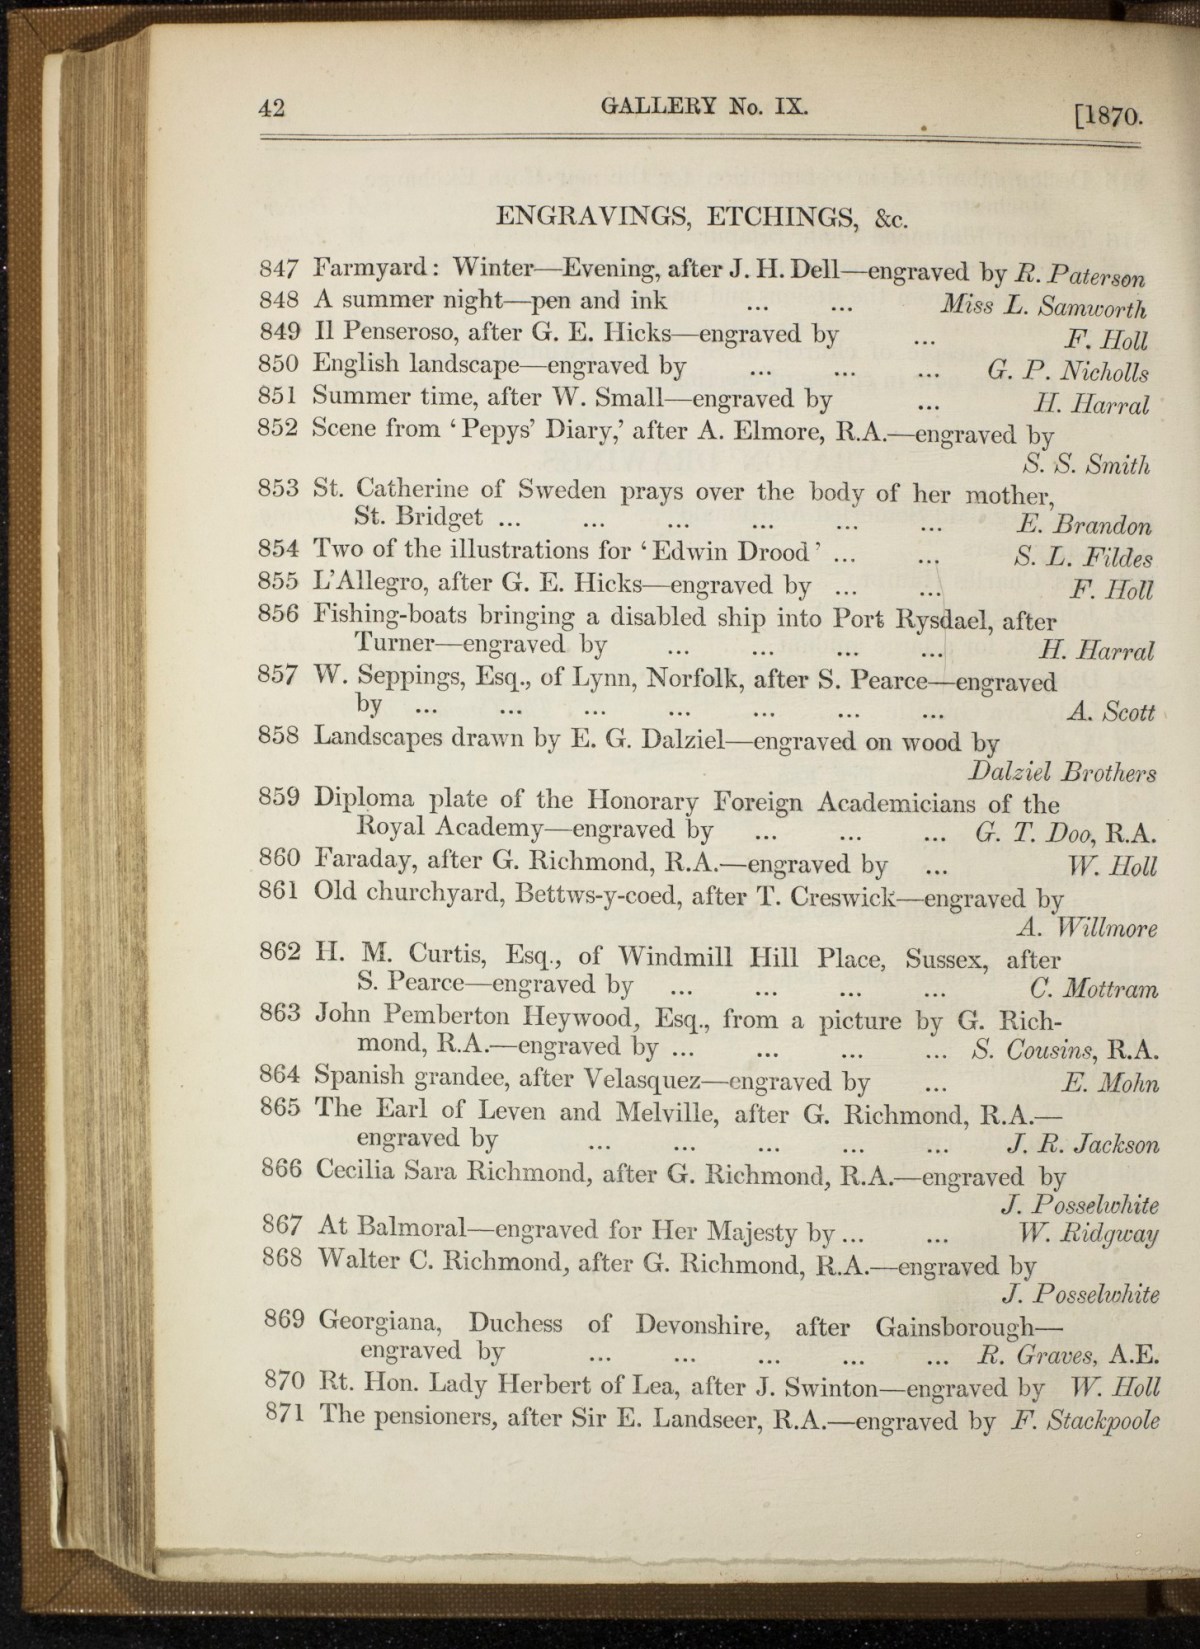 42 GALLERY No. IX. [1870.
ENGRAVINGS, ETCHINGS, &c.
847 Farmyard: Winter—Evening, after J. H. Dell—engraved by R. Paterson
848 A summer night—pen and ink ... ... Miss L. Samworth
849 Il Penseroso, after G. E. Hicks—engraved by ... F. Holl
850 English landscape—engraved by ... ... ... G. P. Nicholls
851 Summer time, after W. Small—engraved by ... H. Harral
852 Scene from ‘Pepys’ Diary,’ after A. Elmore, R.A.—engraved by
S. S. Smith
853 St. Catherine of Sweden prays over the body of her mother,
St. Bridget ... ... ... ... ... ... E. Brandon
854 Two of the illustrations for ‘Edwin Drood’ ... ... S. L. Fildes
855 L’Allegro, after G. E. Hicks—engraved by ... ... F. Holl
856 Fishing-boats bringing a disabled ship into Port Rysdael, after
Turner—engraved by ... ... ... ... H. Harral
857 W. Seppings, Esq., of Lynn, Norfolk, after S. Pearce—engraved
by ... ... ... ... ... ... ... A. Scott
858 Landscapes drawn by E. G. Dalziel—engraved on wood by
Dalziel Brothers
859 Diploma plate of the Honorary Foreign Academicians of the
Royal Academy—engraved by ... ... ... G. T. Doo, R.A.
860 Faraday, after G. Richmond, R.A.—engraved by ... W. Holl
861 Old churchyard, Bettws-y-coed, after T. Creswick—engraved by
A. Willmore
862 H. M. Curtis, Esq., of Windmill Hill Place, Sussex, after
S. Pearce—engraved by ... ... ... ... C. Mottram
863 John Pemberton Heywood, Esq., from a picture by G. Rich-
mond, R.A.—engraved by ... ... ... ... S. Cousins, R.A.
864 Spanish grandee, after Velasquez—engraved by ... E. Mohn
865 The Earl of Leven and Melville, after G. Richmond, R.A.—
engraved by ... ... ... ... ... J. R. Jackson
866 Cecilia Sara Richmond, after G. Richmond, R.A.—engraved by
J. Posselwhite
867 At Balmoral—engraved for Her Majesty by ... ... W. Ridgway
868 Walter C. Richmond, after G. Richmond, R.A.—engraved by
J. Posselwhite
869 Georgiana, Duchess of Devonshire, after Gainsborough—
engraved by ... ... ... ... ... R. Graves, A.E.
870 Rt. Hon. Lady Herbert of Lea, after J. Swinton—engraved by W. Holl
871 The pensioners, after Sir E. Landseer, R.A.—engraved by F. Stackpoole